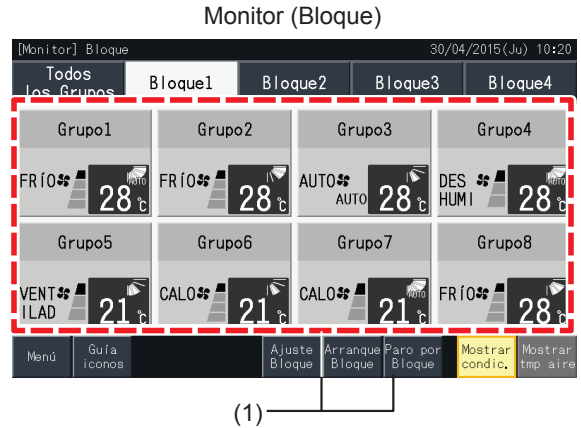 Monitor (Bloque)
[Monitor] Bloque 30/04/2015(Ju) 10:20
Todos
los Grupos
Bloque1 Bloque2 Bloque3 Bloque4
Grupo1 Grupo2 Grupo3 Grupo4
FRÍO AUTO 28℃
FRÍO 28℃
AUTO AUTO 28℃
DES
HUMI AUTO 28℃
Grupo5 Grupo6 Grupo7 Grupo8
VENT
ILAD 21℃
CALO 21℃
CALO AUTO 21℃
FRÍO 28℃
Menú
Guía
iconos
Ajuste
Bloque
Arranque
Bloque
Paro por
Bloque
Mostrar
condic.
Mostrar
tmp aire
(1)